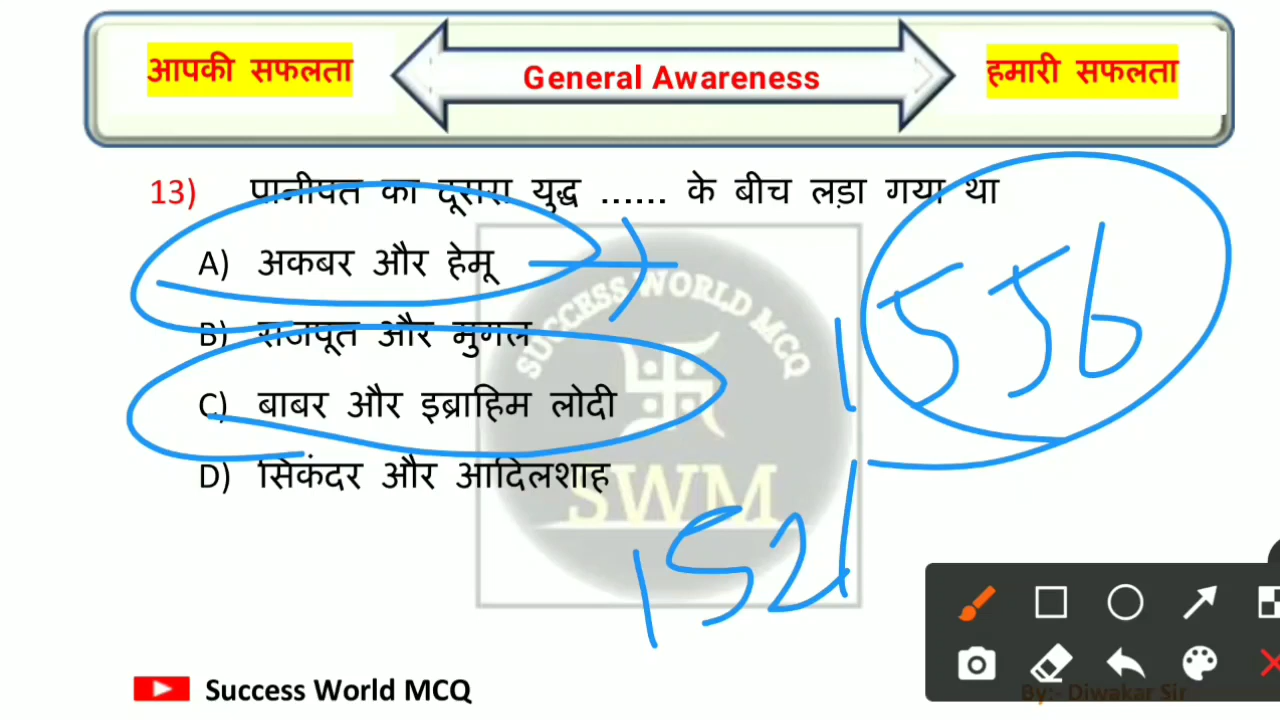 आपकी सफलता
General Awareness
हमारी सफलता
13) पानीपत का दूसरा युद्ध ...... के बीच लड़ा गया था
A) अकबर और हेमू
B) राजपूत और मुगल
C) बाबर और इब्राहिम लोदी
D) सिकंदर और आदिलशाह
1556
152
SUCCESS WORLD MCQ
SWM
Success World MCQ
By:- Diwakar Sir